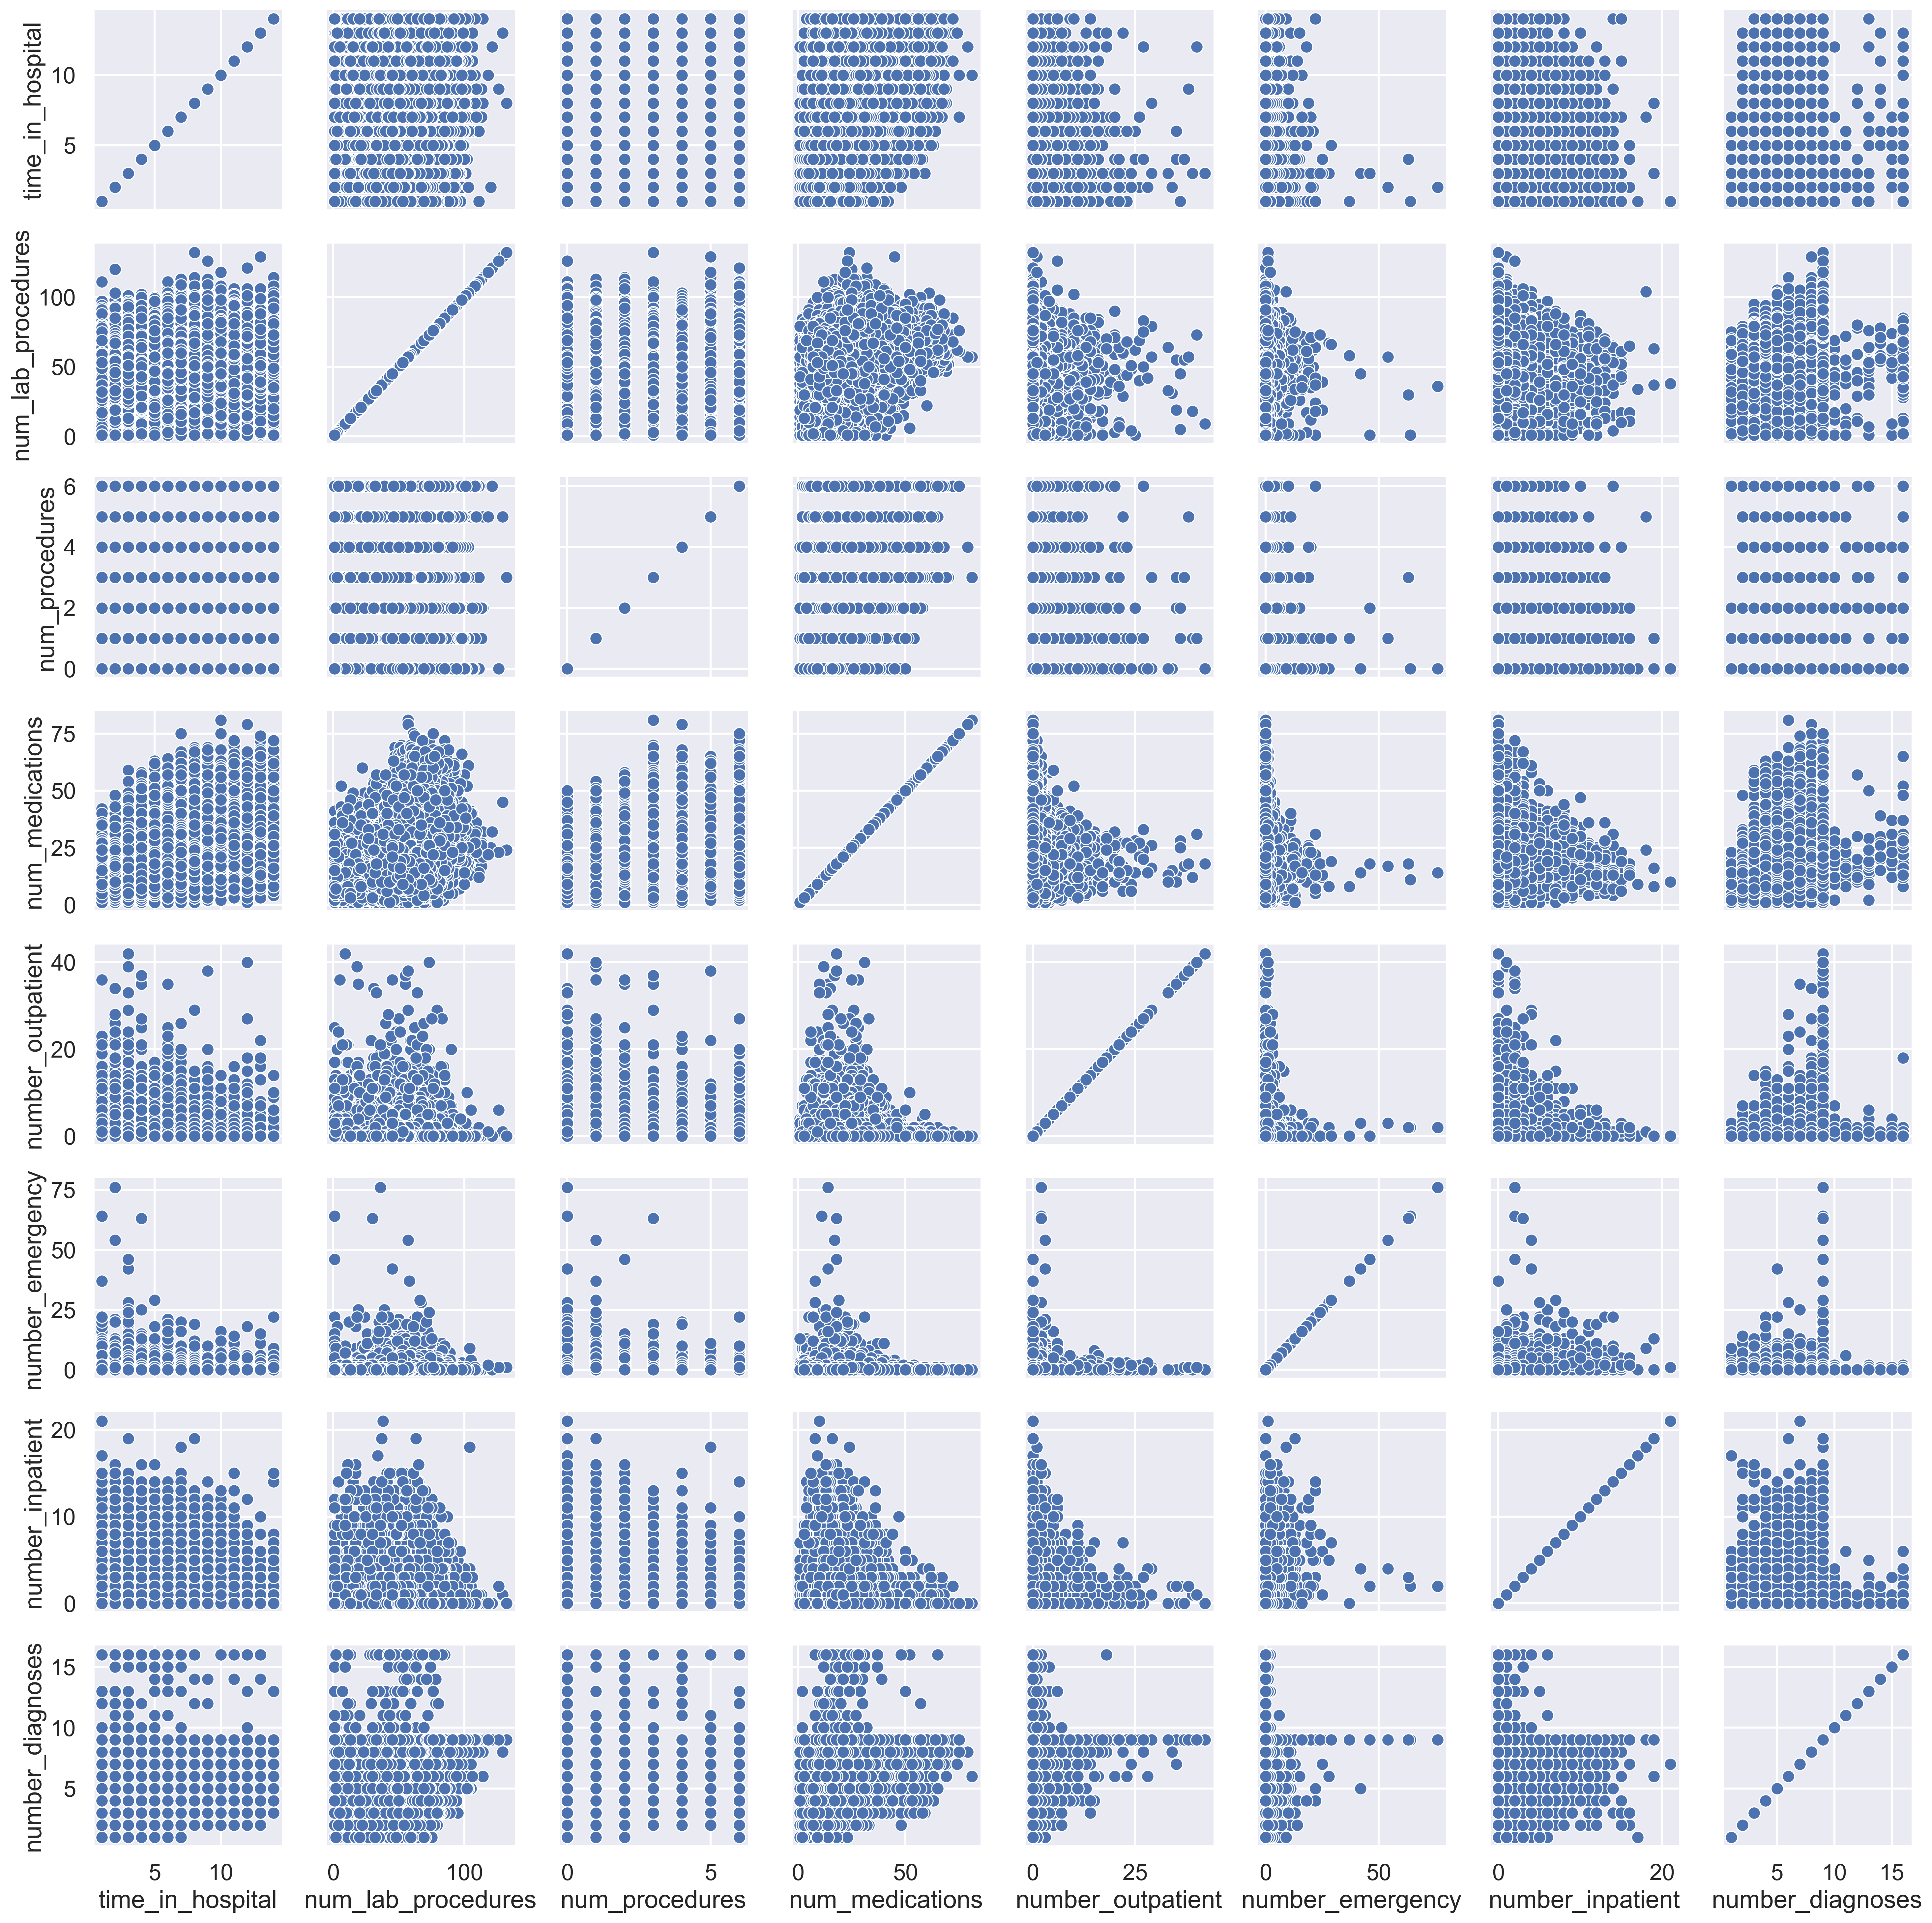 time_in_hospital
10
5
num_lab_procedures
100
50
0
num_procedures
6
4
2
0
num_medications
75
50
25
0
number_outpatient
40
20
0
number_emergency
75
50
25
0
number_inpatient
20
10
0
number_diagnoses
15
10
5
5 10 0 100 0 5 0 50 0 25 0 50 0 20 5 10 15
time_in_hospital num_lab_procedures num_procedures num_medications number_outpatient number_emergency number_inpatient number_diagnoses